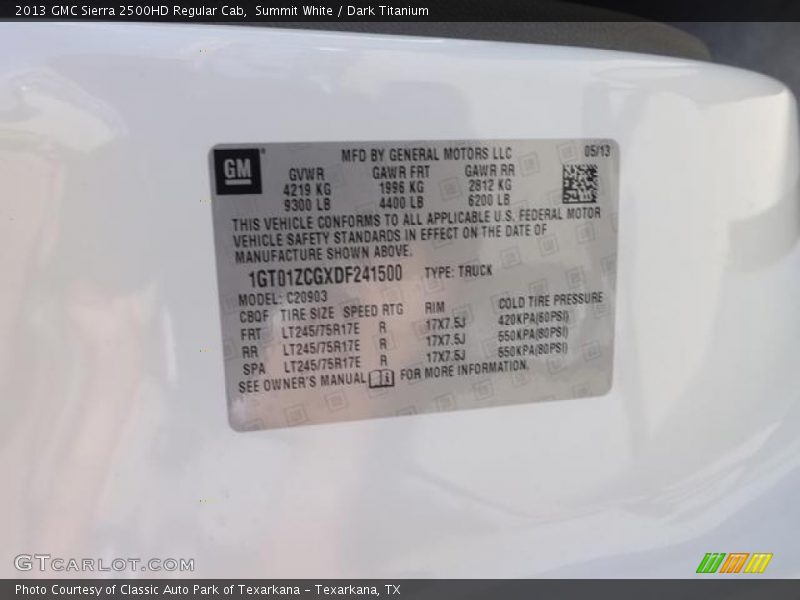 2013 GMC Sierra 2500HD Regular Cab, Summit White / Dark Titanium
GM
MFD BY GENERAL MOTORS LLC 05/13
GVWR GAWR FRT GAWR RR
4219 KG 1996 KG 2812 KG
9300 LB 4400 LB 6200 LB
THIS VEHICLE CONFORMS TO ALL APPLICABLE U.S. FEDERAL MOTOR
VEHICLE SAFETY STANDARDS IN EFFECT ON THE DATE OF
MANUFACTURE SHOWN ABOVE.
1GT01ZCGXDF241500 TYPE: TRUCK
MODEL: C20903
CBQF TIRE SIZE SPEED RTG RIM COLD TIRE PRESSURE
FRT LT245/75R17E R 17X7.5J 420KPA(60PSI)
RR LT245/75R17E R 17X7.5J 550KPA(80PSI)
SPA LT245/75R17E R 17X7.5J 550KPA(80PSI)
SEE OWNER'S MANUAL FOR MORE INFORMATION.
GTCARLOT.COM
Photo Courtesy of Classic Auto Park of Texarkana - Texarkana, TX